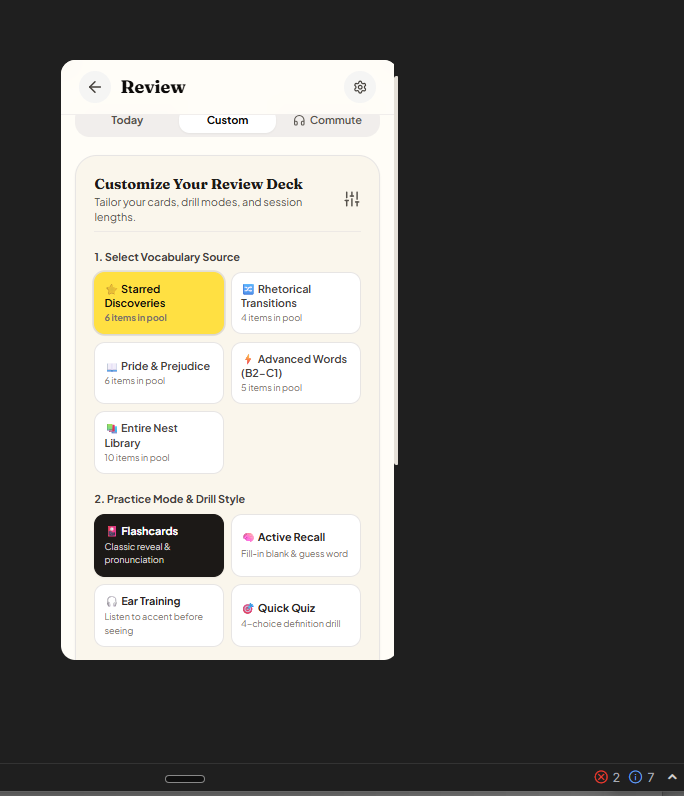 Review
Today
Custom
Commute
Customize Your Review Deck
Tailor your cards, drill modes, and session
lengths.
1. Select Vocabulary Source
Starred
Discoveries
6 items in pool
Rhetorical
Transitions
4 items in pool
Pride & Prejudice
6 items in pool
Advanced Words
(B2–C1)
5 items in pool
Entire Nest
Library
10 items in pool
2. Practice Mode & Drill Style
Flashcards
Classic reveal &
pronunciation
Active Recall
Fill-in blank & guess word
Ear Training
Listen to accent before
seeing
Quick Quiz
4-choice definition drill
2
7